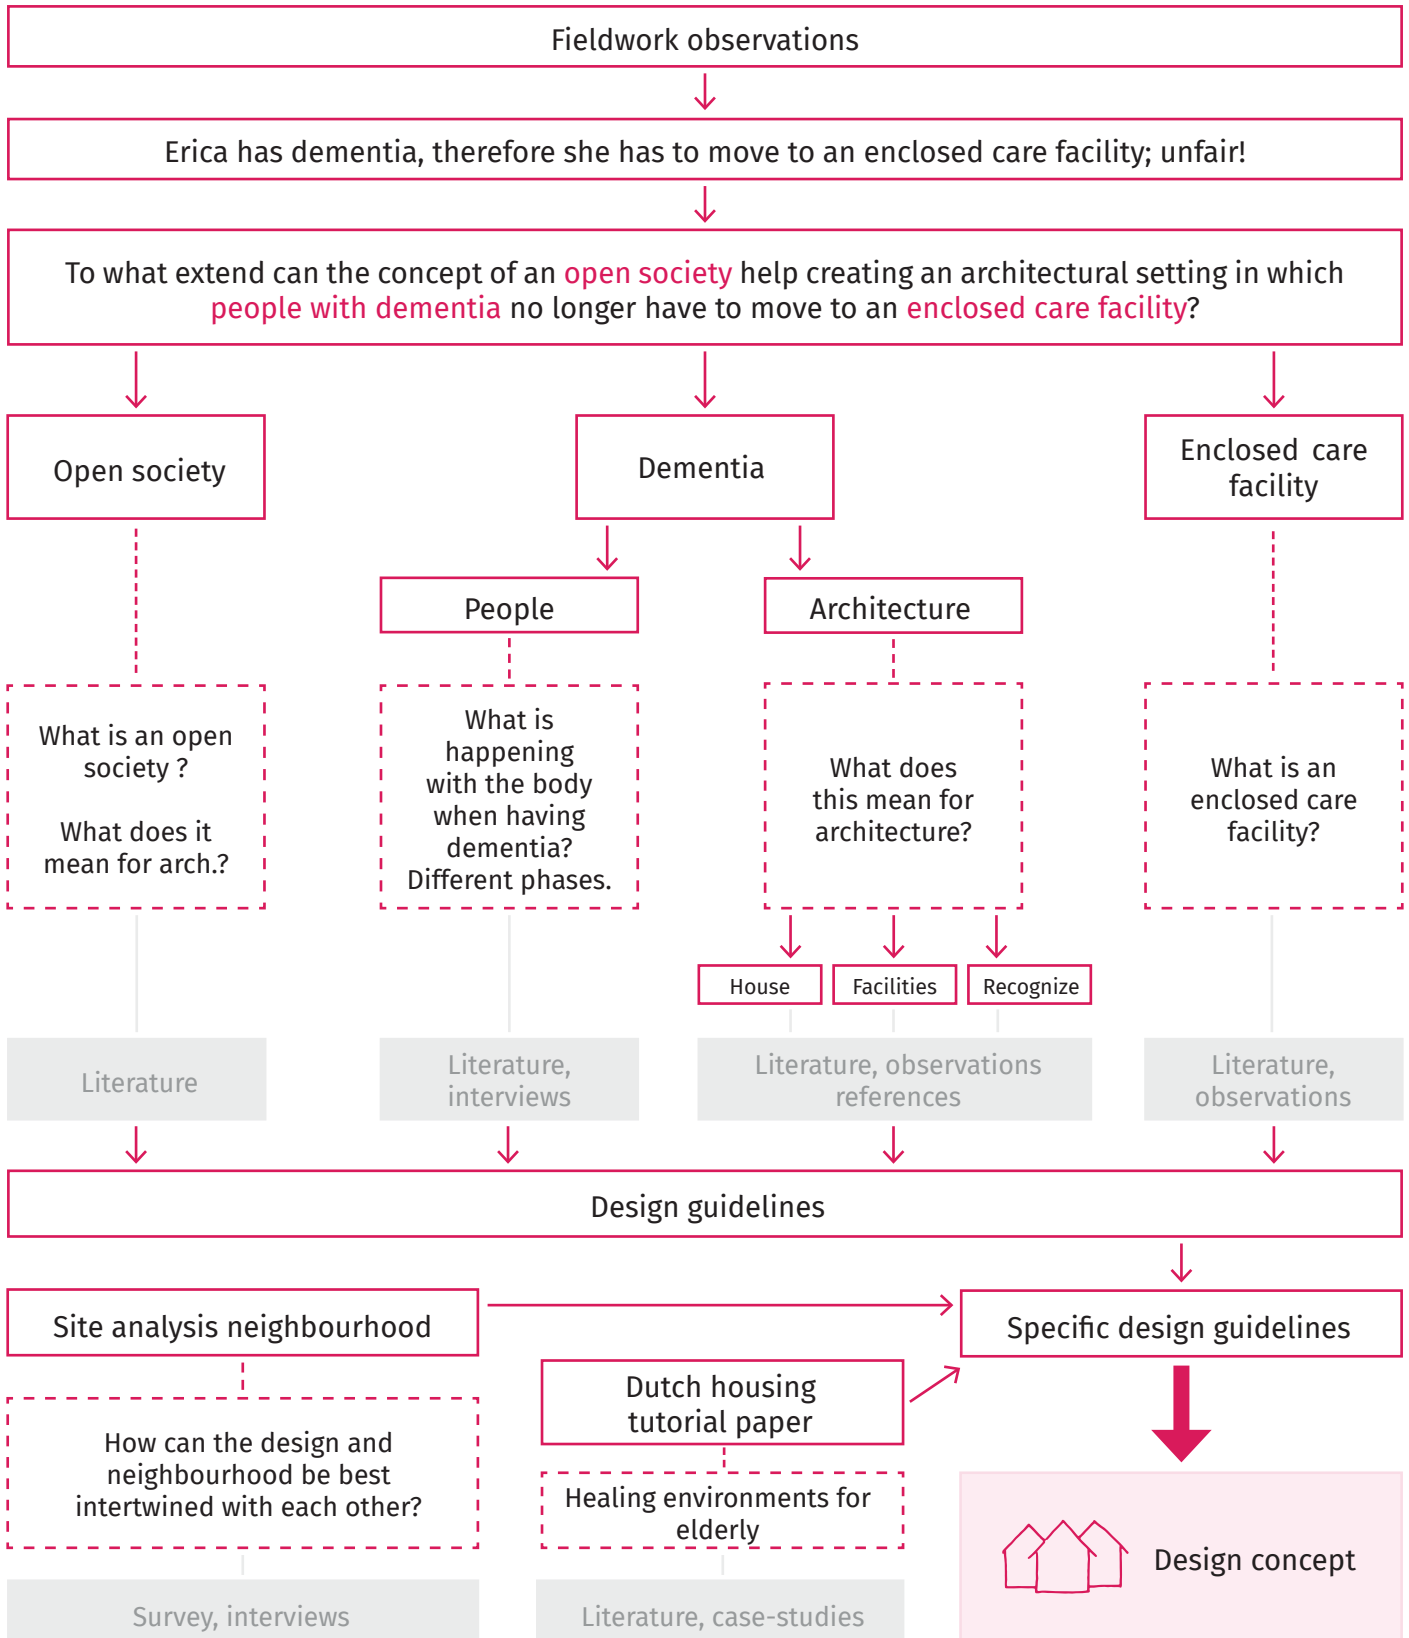 Fieldwork observations
Erica has dementia, therefore she has to move to an enclosed care facility; unfair!
To what extend can the concept of an open society help creating an architectural setting in which
people with dementia no longer have to move to an enclosed care facility?
Open society
Dementia
Enclosed care
facility
People
Architecture
What is an open
society ?
What does it
mean for arch.?
What is
happening
with the body
when having
dementia?
Different phases.
What does
this mean for
architecture?
What is an
enclosed care
facility?
House
Facilities
Recognize
Literature
Literature,
interviews
Literature, observations
references
Literature,
observations
Design guidelines
Site analysis neighbourhood
Specific design guidelines
Dutch housing
tutorial paper
How can the design and
neighbourhood be best
intertwined with each other?
Healing environments for
elderly
Design concept
Survey, interviews
Literature, case-studies